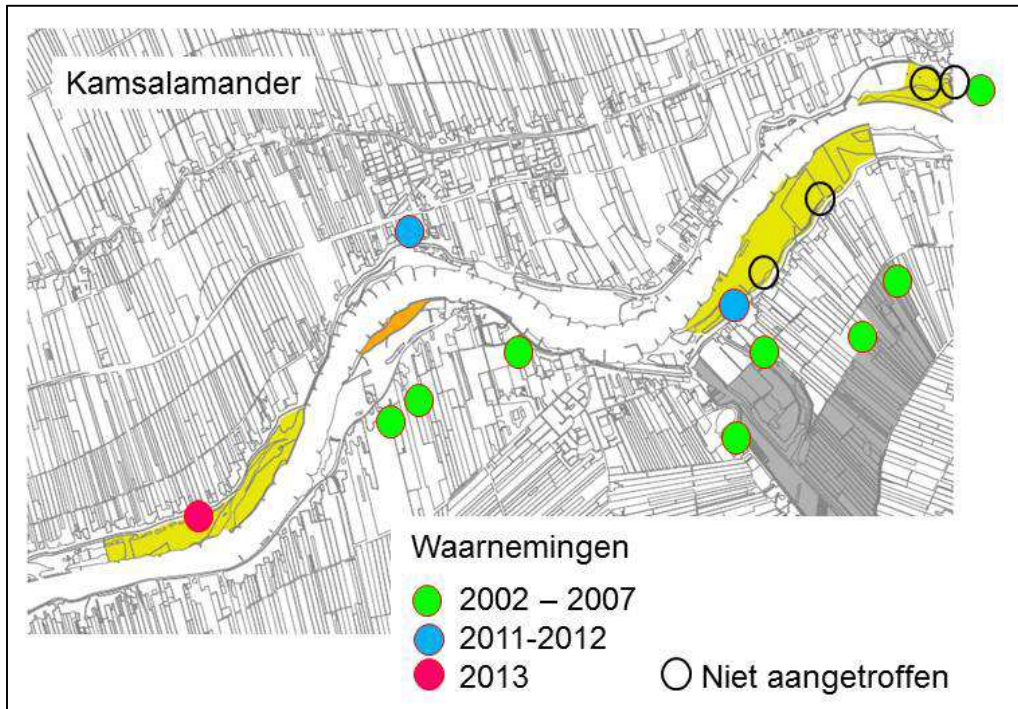 Kamsalamander
Waarnemingen
2002 – 2007
2011-2012
2013
Niet aangetroffen